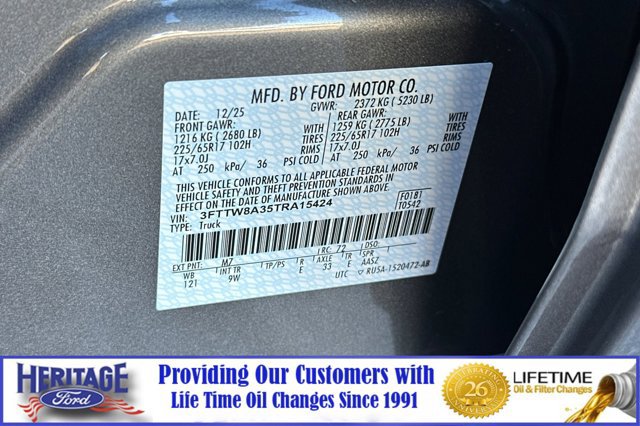 MFD. BY FORD MOTOR CO.
DATE: 12/25 GVWR: 2372 KG ( 5230 LB)
FRONT GAWR: REAR GAWR:
1216 KG ( 2680 LB) WITH 1259 KG ( 2775 LB) WITH
225/65R17 102H TIRES 225/65R17 102H TIRES
17x7.0J RIMS 17x7.0J RIMS
AT 250 kPa/ 36 PSI COLD AT 250 kPa/ 36 PSI COLD
THIS VEHICLE CONFORMS TO ALL APPLICABLE FEDERAL MOTOR
VEHICLE SAFETY AND THEFT PREVENTION STANDARDS IN
EFFECT ON THE DATE OF MANUFACTURE SHOWN ABOVE.
VIN: 3FTTW8A35TRA15424 F0181
TYPE: Truck T0542
EXT PNT: M7 RC: 72 DSO:
WB INT TR TP/PS R AXLE TR SPR
121 9W E 33 E AA5Z
UTC RU5A-1520472-AB
HERITAGE
Ford
Providing Our Customers with
Life Time Oil Changes Since 1991
26
LIFETIME
Oil & Filter Changes